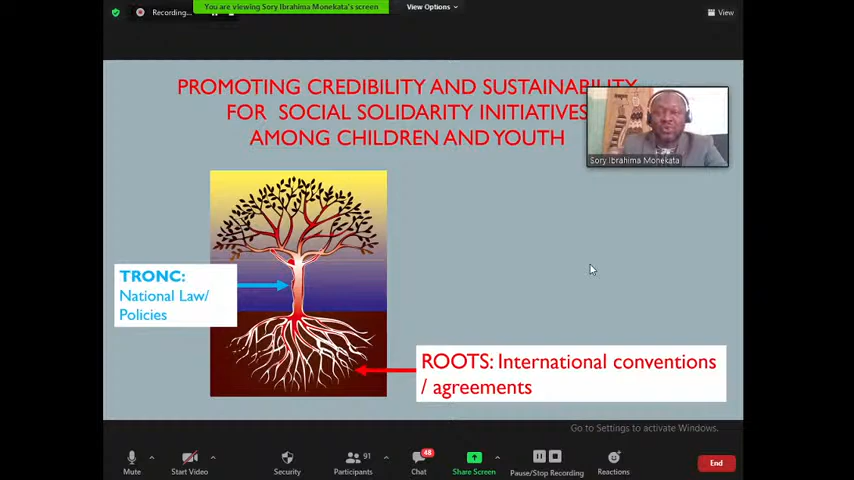 You are viewing Sory Ibrahima Monekata's screen
View Options
Recording...
View
PROMOTING CREDIBILITY AND SUSTAINABILITY
FOR SOCIAL SOLIDARITY INITIATIVES
AMONG CHILDREN AND YOUTH
Sory Ibrahima Monekata
TRONC:
National Law/
Policies
ROOTS: International conventions
/ agreements
Go to Settings to activate Windows.
Mute
Start Video
Security
Participants
91
Chat
48
Share Screen
Pause/Stop Recording
Reactions
End